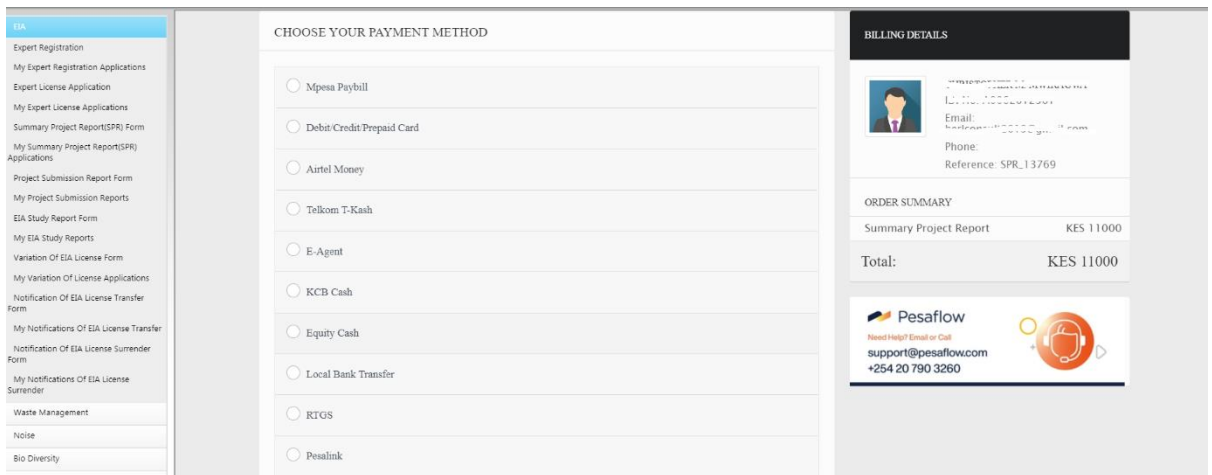 EIA
Expert Registration
My Expert Registration Applications
Expert License Application
My Expert License Applications
Summary Project Report(SPR) Form
My Summary Project Report(SPR)
Applications
Project Submission Report Form
My Project Submission Reports
EIA Study Report Form
My EIA Study Reports
Variation Of EIA License Form
My Variation Of License Applications
Notification Of EIA License Transfer
Form
My Notifications Of EIA License Transfer
Notification Of EIA License Surrender
Form
My Notifications Of EIA License
Surrender
Waste Management
Noise
Bio Diversity
CHOOSE YOUR PAYMENT METHOD
Mpesa Paybill
Debit/Credit/Prepaid Card
Airtel Money
Telkom T-Kash
E-Agent
KCB Cash
Equity Cash
Local Bank Transfer
RTGS
Pesalink
BILLING DETAILS
Email:
Phone:
Reference: SPR_13769
ORDER SUMMARY
Summary Project Report KES 11000
Total: KES 11000
Pesaflow
Need Help? Email or Call
support@pesaflow.com
+254 20 790 3260